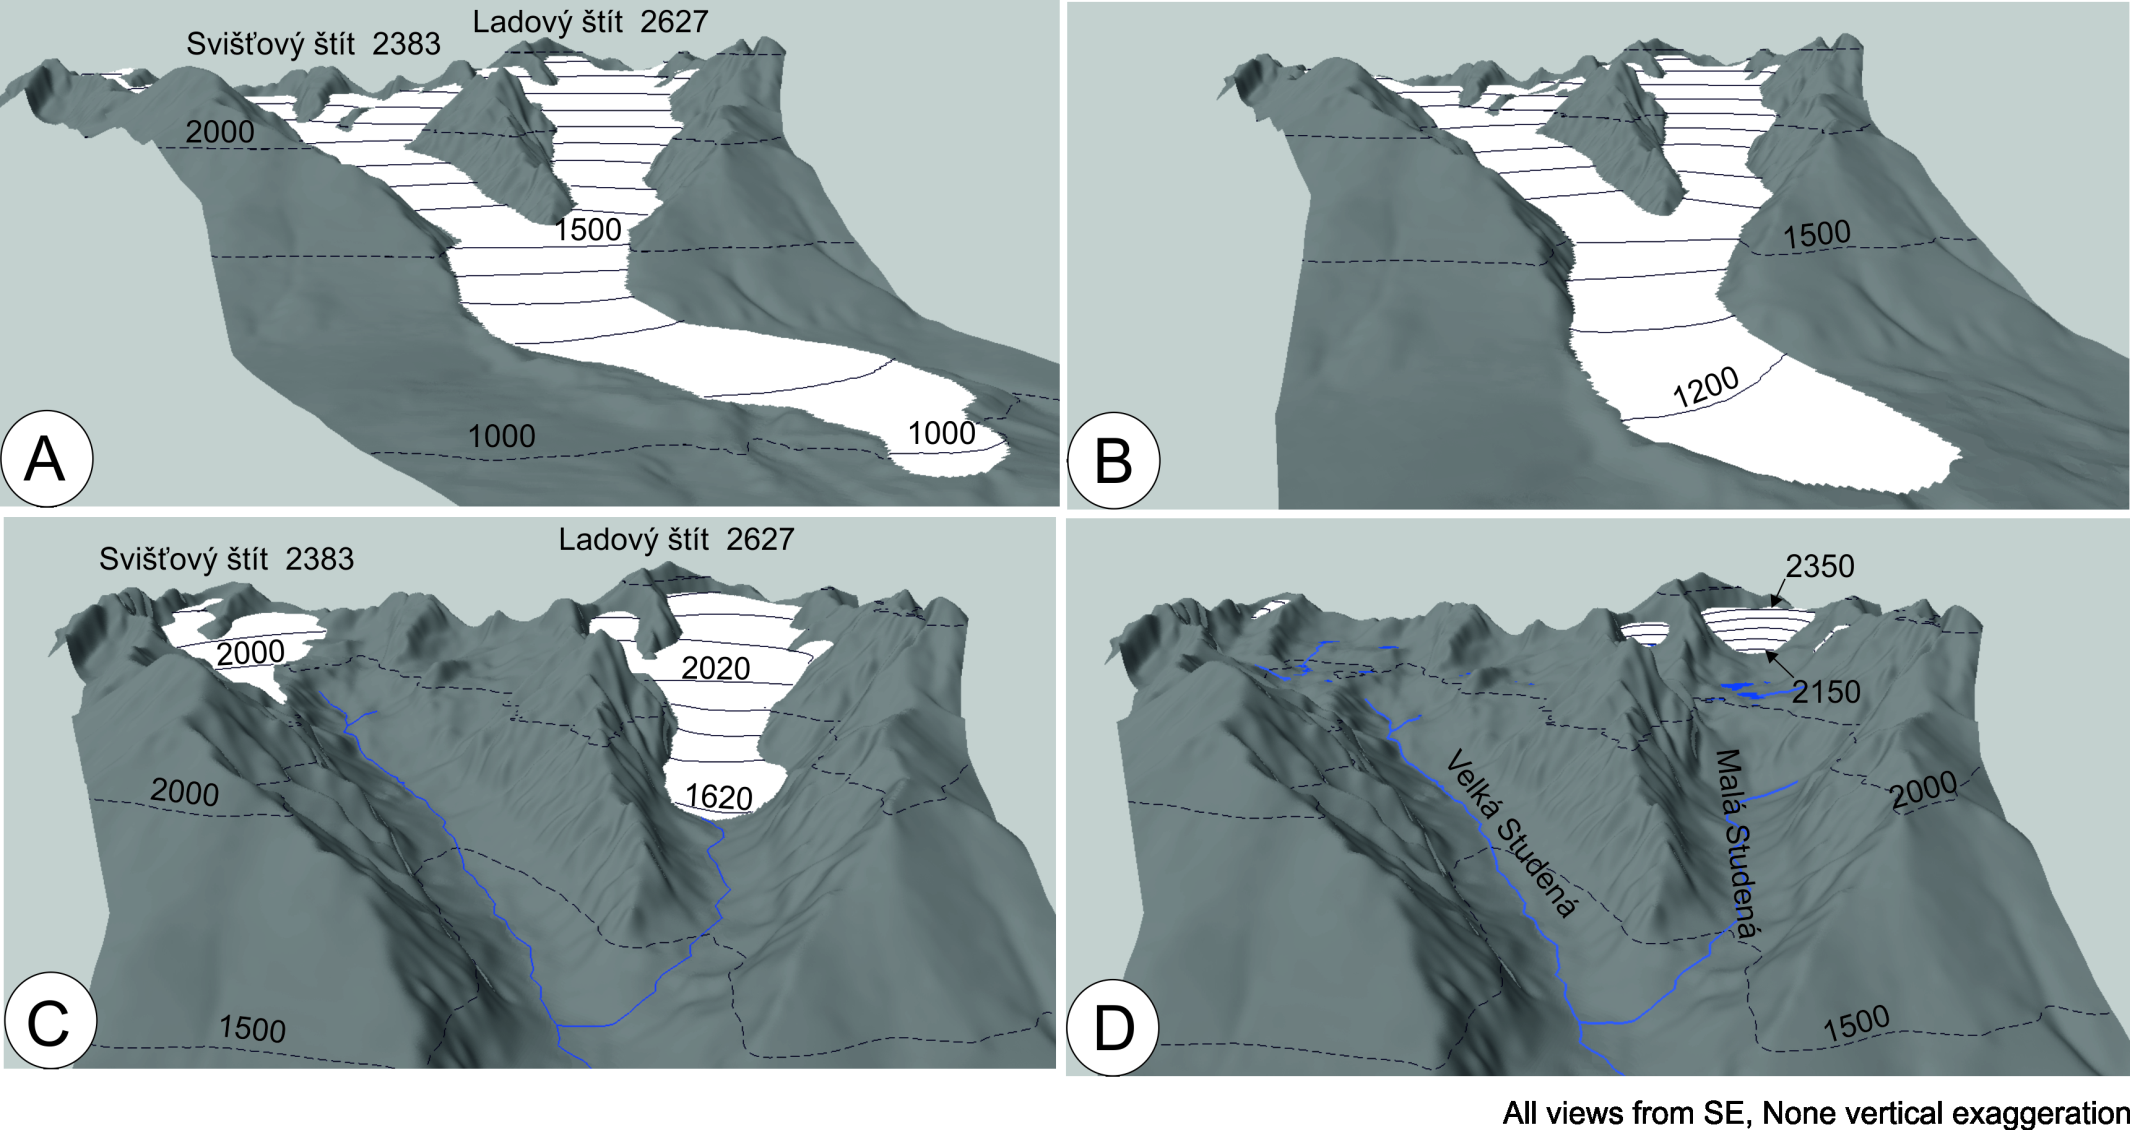 Svišťový štít 2383
Ladový štít 2627
2000
1500
1000
1000
A
1500
1200
B
Svišťový štít 2383
Ladový štít 2627
2000
2020
2000
1620
1500
C
2350
2150
Velká Studená
Malá Studená
2000
1500
D
All views from SE, None vertical exaggeration